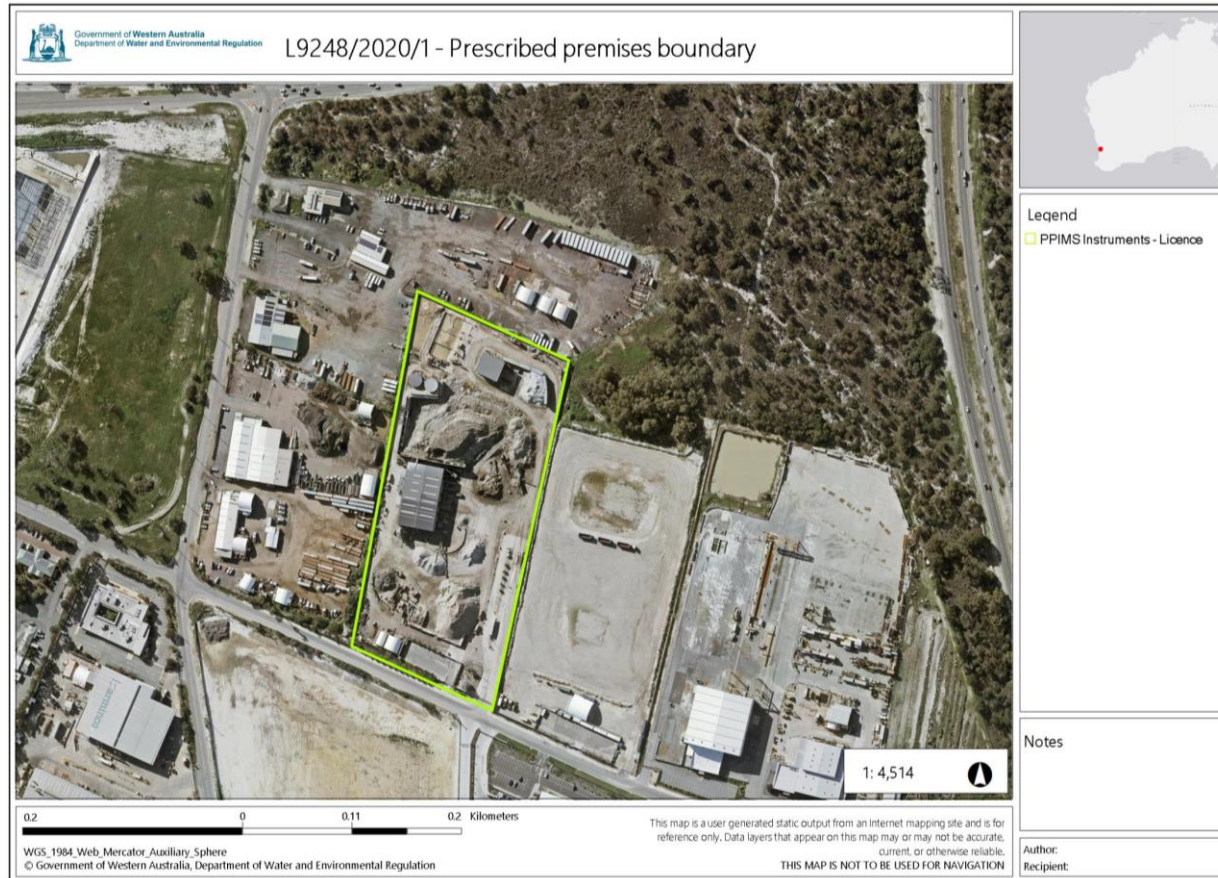 Government of Western Australia
Department of Water and Environmental Regulation
L9248/2020/1 - Prescribed premises boundary
Legend
PPIMS Instruments - Licence
Notes
1: 4,514
0.2 0 0.11 0.2 Kilometers
WGS_1984_Web_Mercator_Auxiliary_Sphere
© Government of Western Australia, Department of Water and Environmental Regulation
This map is a user generated static output from an Internet mapping site and is for
reference only. Data layers that appear on this map may or may not be accurate,
current, or otherwise reliable.
THIS MAP IS NOT TO BE USED FOR NAVIGATION
Author:
Recipient: